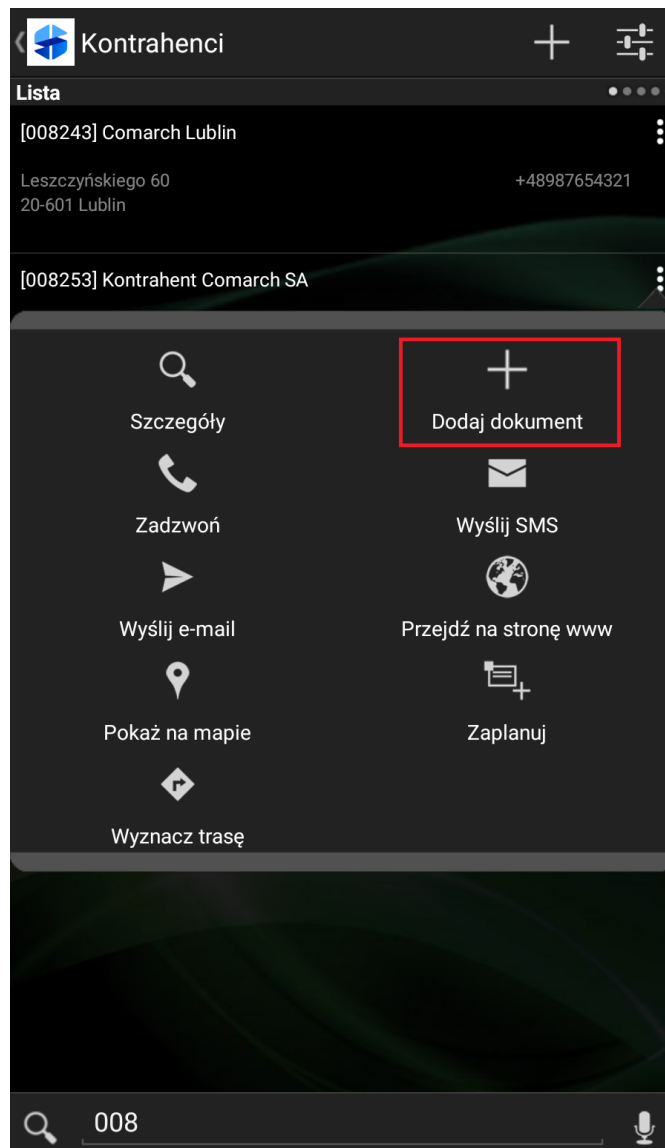 Kontrahenci
Lista
[008243] Comarch Lublin
Leszczyńskiego 60 +48987654321
20-601 Lublin
[008253] Kontrahent Comarch SA
Szczegóły Dodaj dokument
Zadzwoń Wyślij SMS
Wyślij e-mail Przejdź na stronę www
Pokaż na mapie Zaplanuj
Wyznacz trasę
008